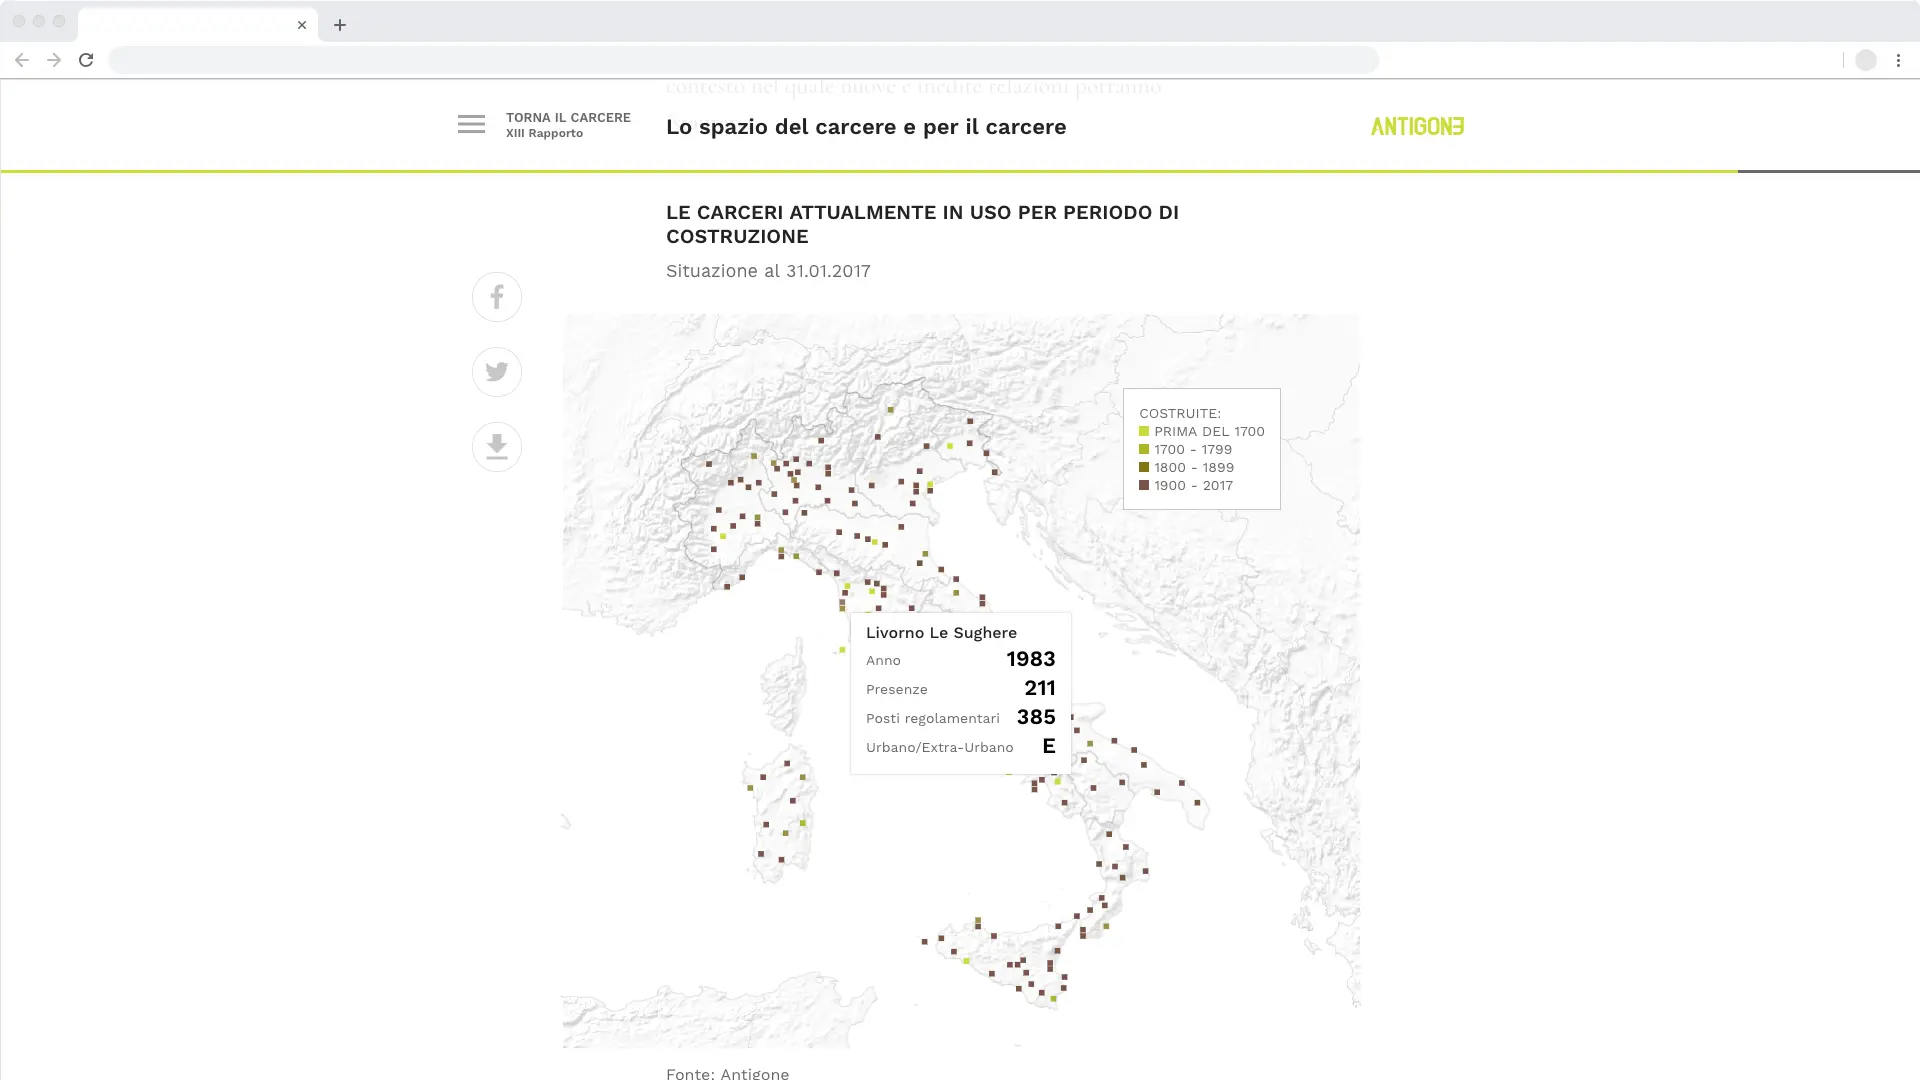 contesto nel quale nuove e inedite relazioni potranno
TORNA IL CARCERE
XIII Rapporto
Lo spazio del carcere e per il carcere
ANTIGONE
LE CARCERI ATTUALMENTE IN USO PER PERIODO DI
COSTRUZIONE
Situazione al 31.01.2017
COSTRUITE:
PRIMA DEL 1700
1700 - 1799
1800 - 1899
1900 - 2017
Livorno Le Sughere
Anno 1983
Presenze 211
Posti regolamentari 385
Urbano/Extra-Urbano E
Fonte: Antigone